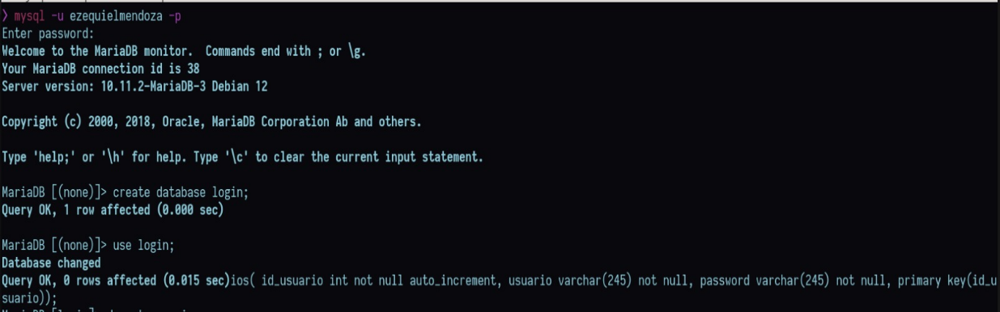 ❯ mysql -u ezequielmendoza -p
Enter password:
Welcome to the MariaDB monitor.  Commands end with ; or \g.
Your MariaDB connection id is 38
Server version: 10.11.2-MariaDB-3 Debian 12

Copyright (c) 2000, 2018, Oracle, MariaDB Corporation Ab and others.

Type 'help;' or '\h' for help. Type '\c' to clear the current input statement.

MariaDB [(none)]> create database login;
Query OK, 1 row affected (0.000 sec)

MariaDB [(none)]> use login;
Database changed
Query OK, 0 rows affected (0.015 sec)ios( id_usuario int not null auto_increment, usuario varchar(245) not null, password varchar(245) not null, primary key(id_u
suario));